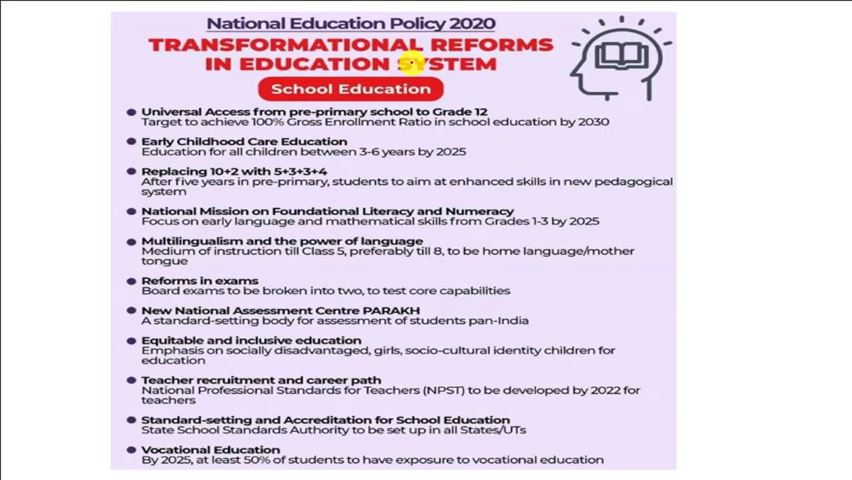 National Education Policy 2020
TRANSFORMATIONAL REFORMS
IN EDUCATION SYSTEM
School Education
Universal Access from pre-primary school to Grade 12
Target to achieve 100% Gross Enrollment Ratio in school education by 2030
Early Childhood Care Education
Education for all children between 3-6 years by 2025
Replacing 10+2 with 5+3+3+4
After five years in pre-primary, students to aim at enhanced skills in new pedagogical
system
National Mission on Foundational Literacy and Numeracy
Focus on early language and mathematical skills from Grades 1-3 by 2025
Multilingualism and the power of language
Medium of instruction till Class 5, preferably till 8, to be home language/mother
tongue
Reforms in exams
Board exams to be broken into two, to test core capabilities
New National Assessment Centre PARAKH
A standard-setting body for assessment of students pan-India
Equitable and inclusive education
Emphasis on socially disadvantaged, girls, socio-cultural identity children for
education
Teacher recruitment and career path
National Professional Standards for Teachers (NPST) to be developed by 2022 for
teachers
Standard-setting and Accreditation for School Education
State School Standards Authority to be set up in all States/UTs
Vocational Education
By 2025, at least 50% of students to have exposure to vocational education